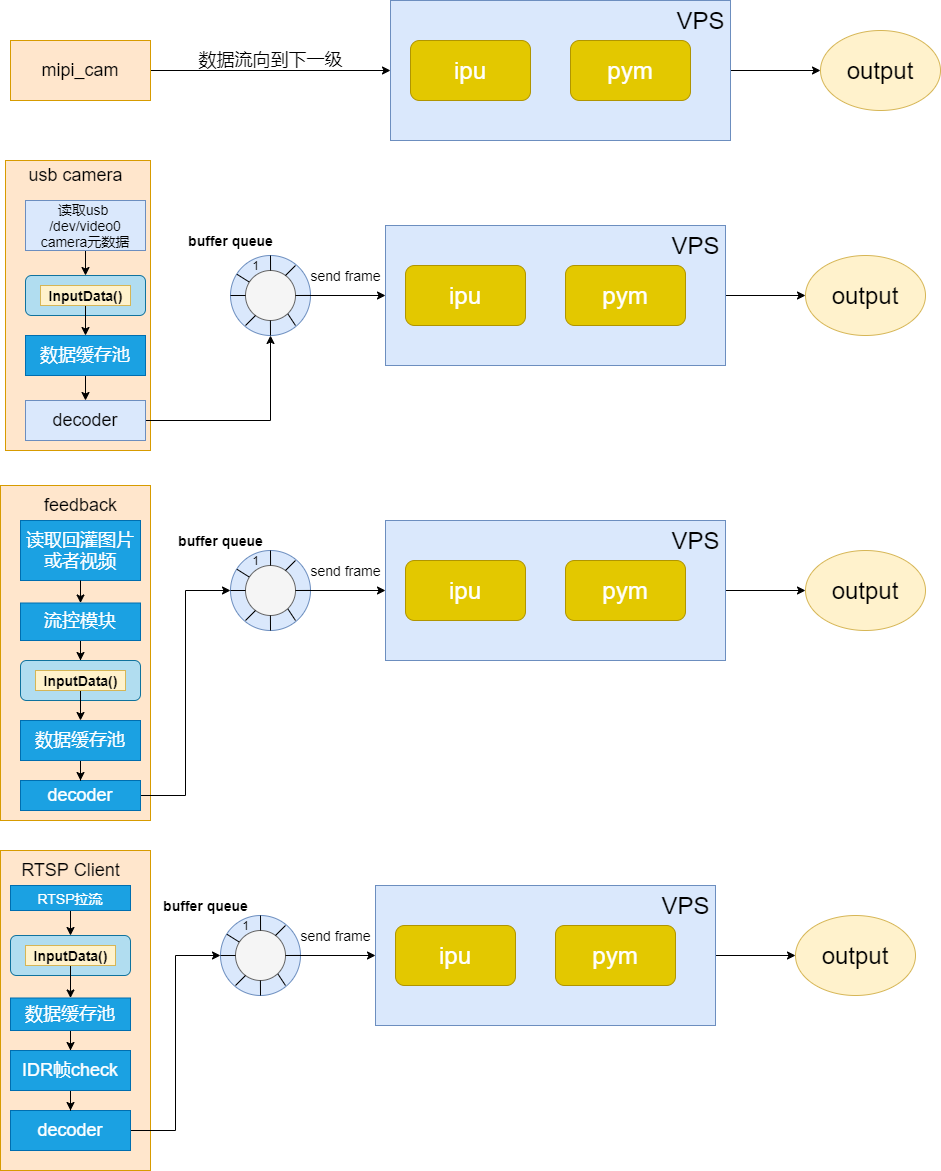 VPS
mipi_cam
数据流向到下一级
ipu
pym
output
usb camera
读取usb
/dev/video0
camera元数据
InputData()
数据缓存池
decoder
buffer queue
1
send frame
VPS
ipu
pym
output
feedback
读取回灌图片
或者视频
流控模块
InputData()
数据缓存池
decoder
buffer queue
1
send frame
VPS
ipu
pym
output
RTSP Client
RTSP拉流
InputData()
数据缓存池
IDR帧check
decoder
buffer queue
1
send frame
VPS
ipu
pym
output